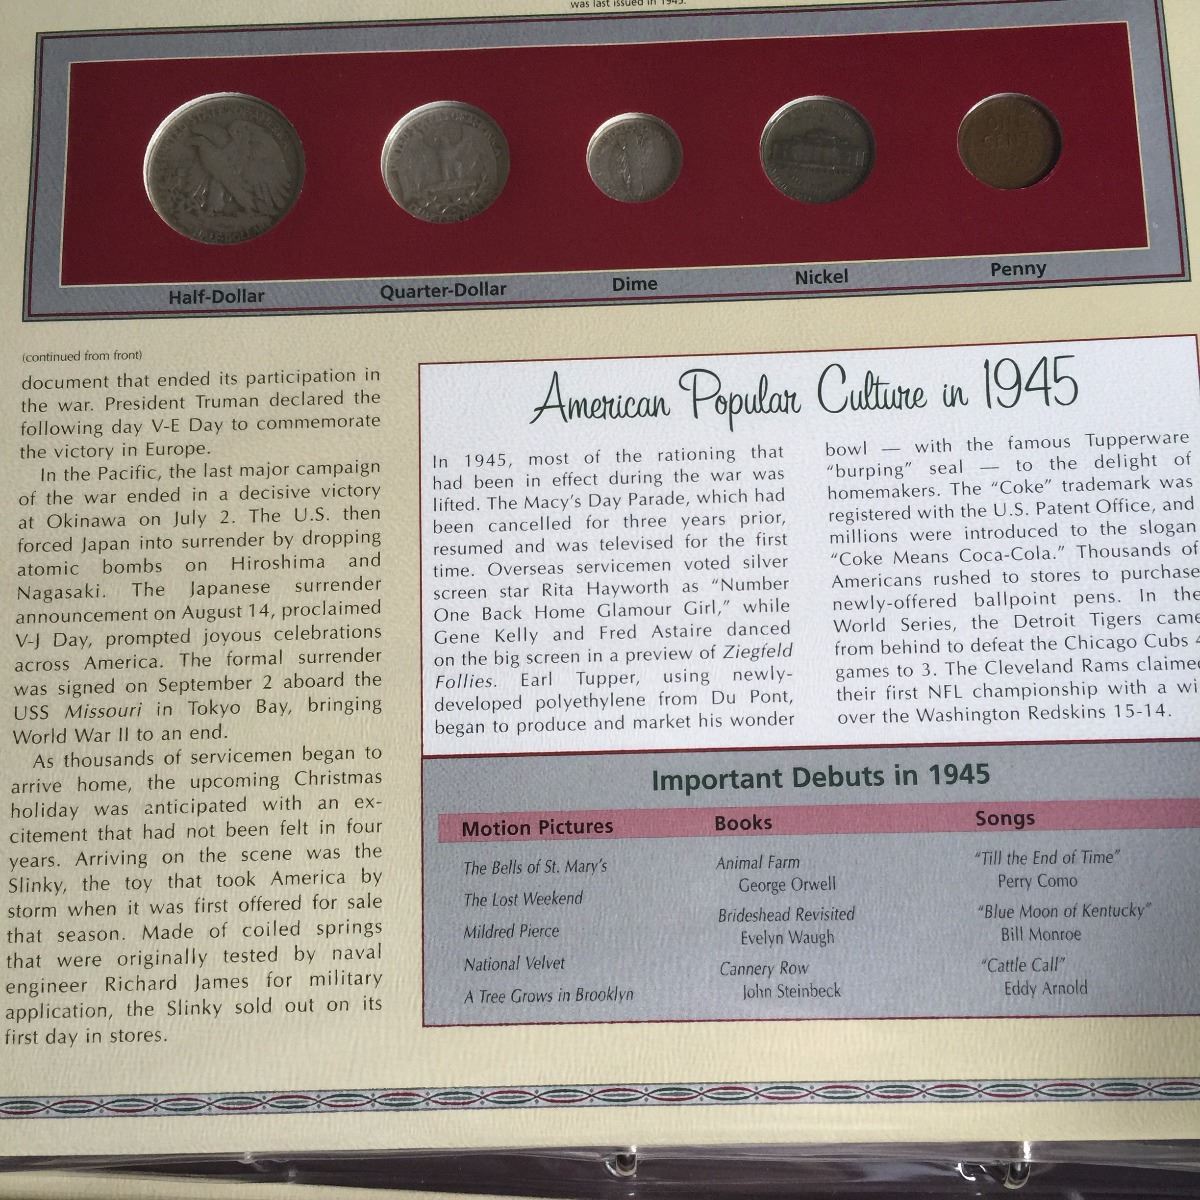 was last issued in 1945.
HALF DOLLAR
ONE
CENT
Half-Dollar
Quarter-Dollar
Dime
Nickel
Penny
(continued from front)
document that ended its participation in
the war. President Truman declared the
following day V-E Day to commemorate
the victory in Europe.
In the Pacific, the last major campaign
of the war ended in a decisive victory
at Okinawa on July 2. The U.S. then
forced Japan into surrender by dropping
atomic bombs on Hiroshima and
Nagasaki. The Japanese surrender
announcement on August 14, proclaimed
V-J Day, prompted joyous celebrations
across America. The formal surrender
was signed on September 2 aboard the
USS Missouri in Tokyo Bay, bringing
World War II to an end.
As thousands of servicemen began to
arrive home, the upcoming Christmas
holiday was anticipated with an ex-
citement that had not been felt in four
years. Arriving on the scene was the
Slinky, the toy that took America by
storm when it was first offered for sale
that season. Made of coiled springs
that were originally tested by naval
engineer Richard James for military
application, the Slinky sold out on its
first day in stores.
American Popular Culture in 1945
In 1945, most of the rationing that
had been in effect during the war was
lifted. The Macy's Day Parade, which had
been cancelled for three years prior,
resumed and was televised for the first
time. Overseas servicemen voted silver
screen star Rita Hayworth as "Number
One Back Home Glamour Girl," while
Gene Kelly and Fred Astaire danced
on the big screen in a preview of Ziegfeld
Follies. Earl Tupper, using newly-
developed polyethylene from Du Pont,
began to produce and market his wonder
bowl — with the famous Tupperware
"burping" seal — to the delight of
homemakers. The "Coke" trademark was
registered with the U.S. Patent Office, and
millions were introduced to the slogan
"Coke Means Coca-Cola." Thousands of
Americans rushed to stores to purchase
newly-offered ballpoint pens. In the
World Series, the Detroit Tigers came
from behind to defeat the Chicago Cubs 4
games to 3. The Cleveland Rams claimed
their first NFL championship with a wi
over the Washington Redskins 15-14.
Important Debuts in 1945
Motion Pictures
The Bells of St. Mary's
The Lost Weekend
Mildred Pierce
National Velvet
A Tree Grows in Brooklyn
Books
Animal Farm
George Orwell
Brideshead Revisited
Evelyn Waugh
Cannery Row
John Steinbeck
Songs
"Till the End of Time"
Perry Como
"Blue Moon of Kentucky"
Bill Monroe
"Cattle Call"
Eddy Arnold